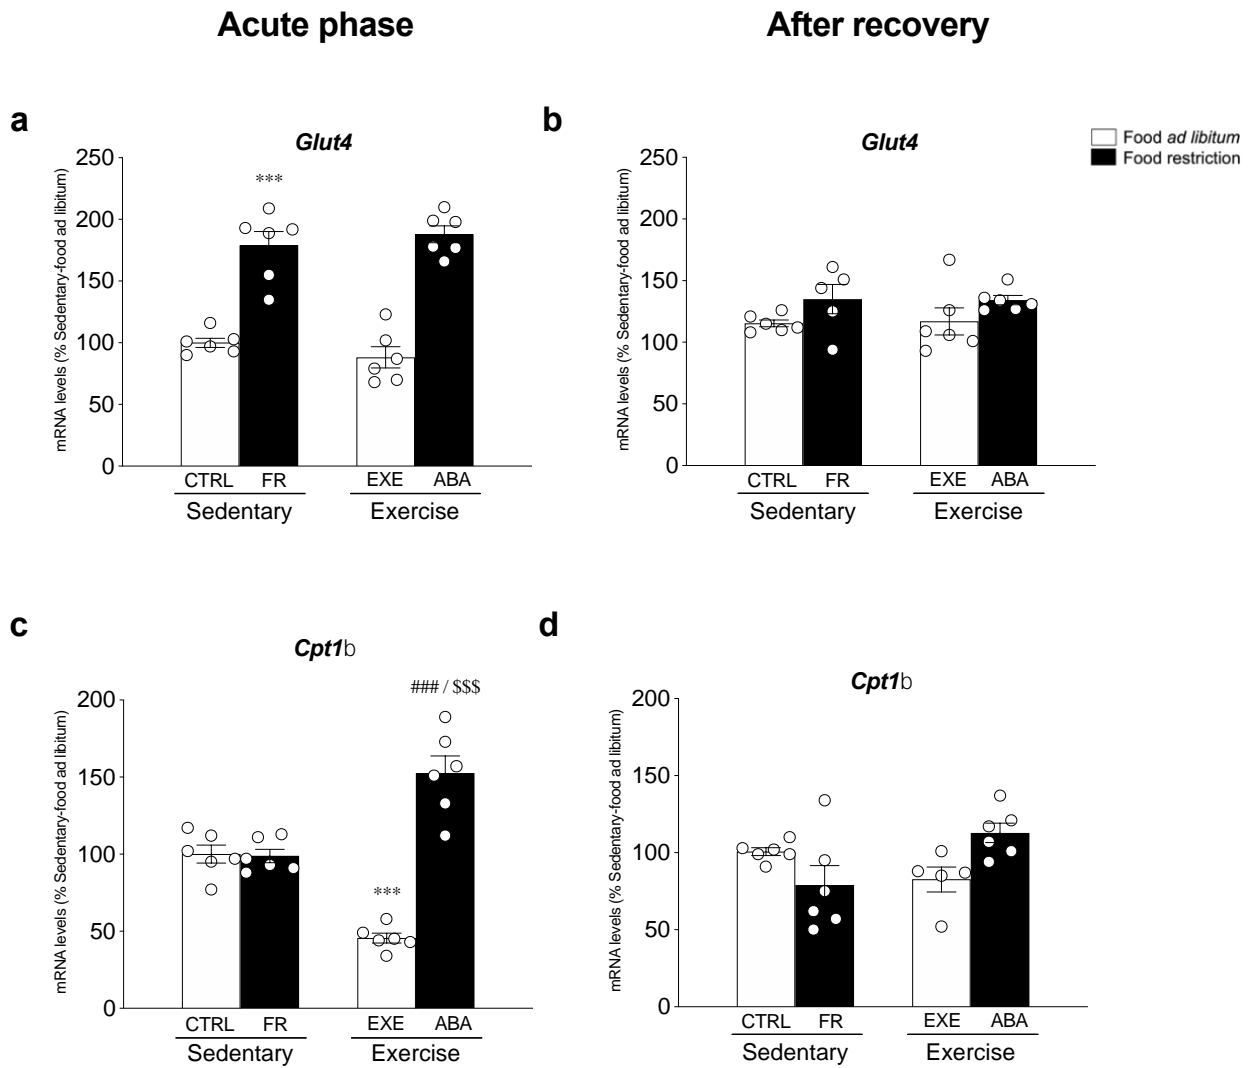 Acute phase
After recovery
a
Glut4
mRNA levels (% Sedentary-food ad libitum)
250
200
150
100
50
0
***
CTRL FR EXE ABA
Sedentary Exercise
b
Glut4
Food ad libitum
Food restriction
mRNA levels (% Sedentary-food ad libitum)
250
200
150
100
50
0
CTRL FR EXE ABA
Sedentary Exercise
c
Cpt1b
mRNA levels (% Sedentary-food ad libitum)
200
150
100
50
0
***
### / $$$
CTRL FR EXE ABA
Sedentary Exercise
d
Cpt1b
mRNA levels (% Sedentary-food ad libitum)
200
150
100
50
0
CTRL FR EXE ABA
Sedentary Exercise